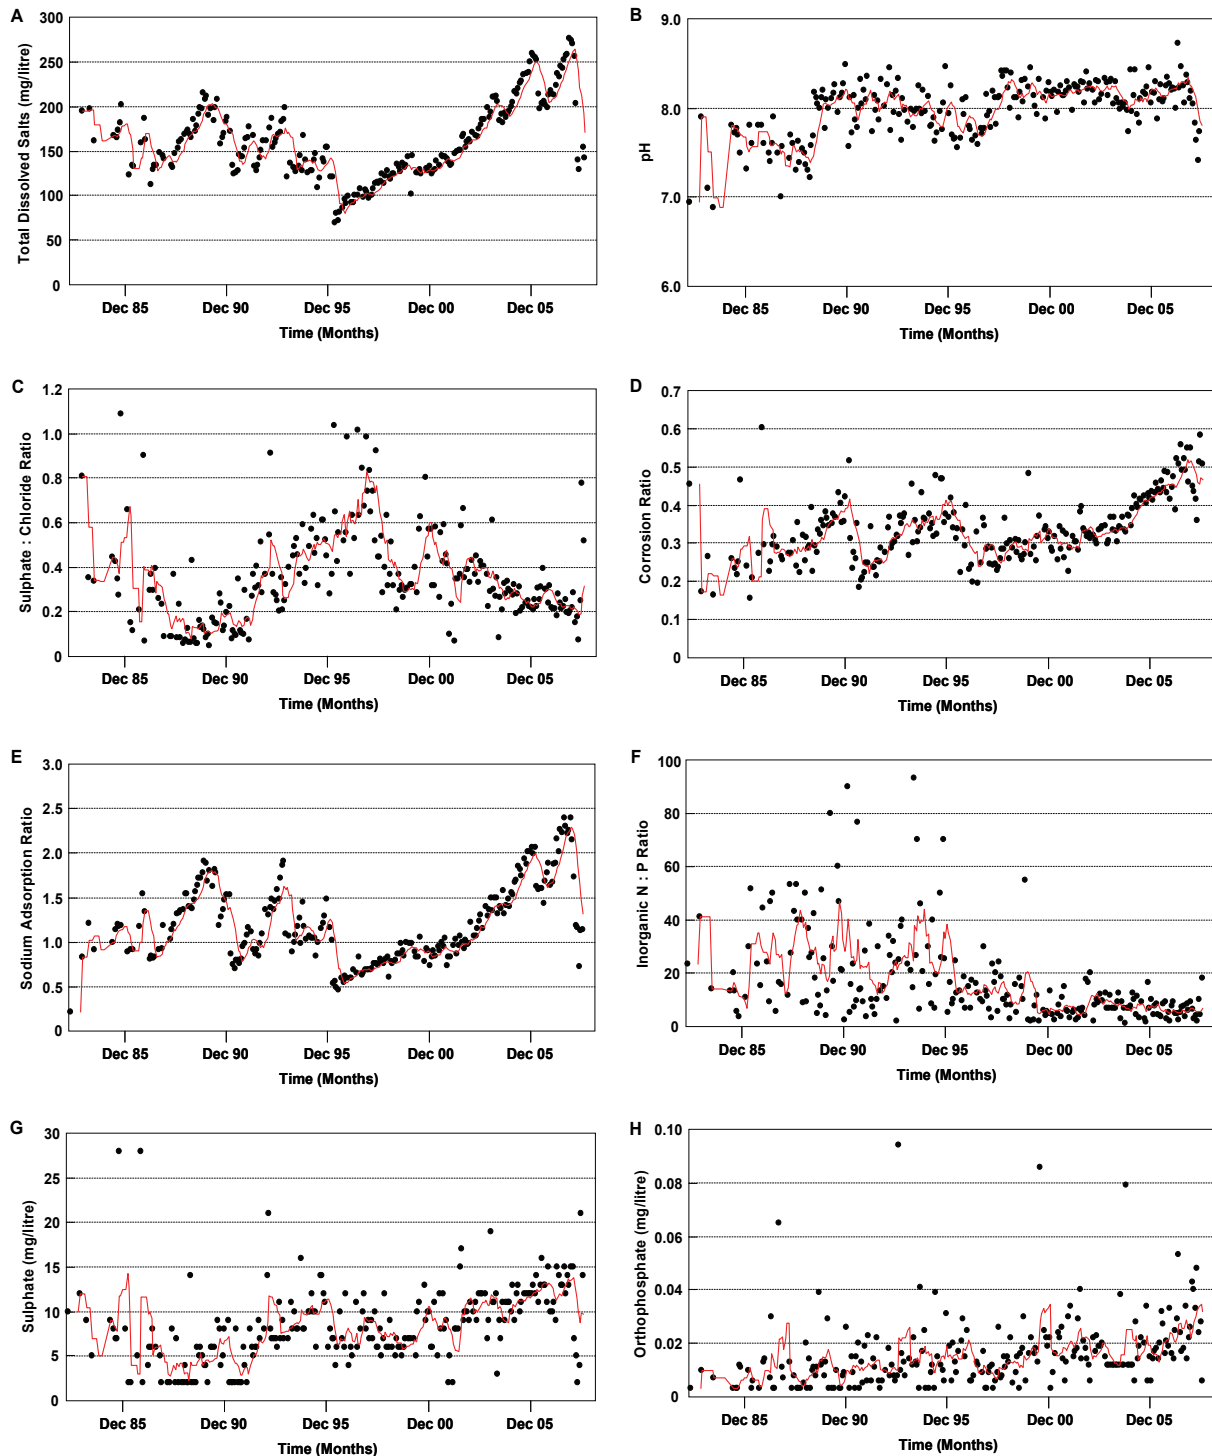 A
Total Dissolved Salts (mg/litre)
300
250
200
150
100
50
0
Dec 85 Dec 90 Dec 95 Dec 00 Dec 05
Time (Months)
B
pH
9.0
8.0
7.0
6.0
Dec 85 Dec 90 Dec 95 Dec 00 Dec 05
Time (Months)
C
Sulphate : Chloride Ratio
1.2
1.0
0.8
0.6
0.4
0.2
0
Dec 85 Dec 90 Dec 95 Dec 00 Dec 05
Time (Months)
D
Corrosion Ratio
0.7
0.6
0.5
0.4
0.3
0.2
0.1
0
Dec 85 Dec 90 Dec 95 Dec 00 Dec 05
Time (Months)
E
Sodium Adsorption Ratio
3.0
2.5
2.0
1.5
1.0
0.5
0
Dec 85 Dec 90 Dec 95 Dec 00 Dec 05
Time (Months)
F
Inorganic N : P Ratio
100
80
60
40
20
0
Dec 85 Dec 90 Dec 95 Dec 00 Dec 05
Time (Months)
G
Sulphate (mg/litre)
30
25
20
15
10
5
0
Dec 85 Dec 90 Dec 95 Dec 00 Dec 05
Time (Months)
H
Orthophosphate (mg/litre)
0.10
0.08
0.06
0.04
0.02
0
Dec 85 Dec 90 Dec 95 Dec 00 Dec 05
Time (Months)